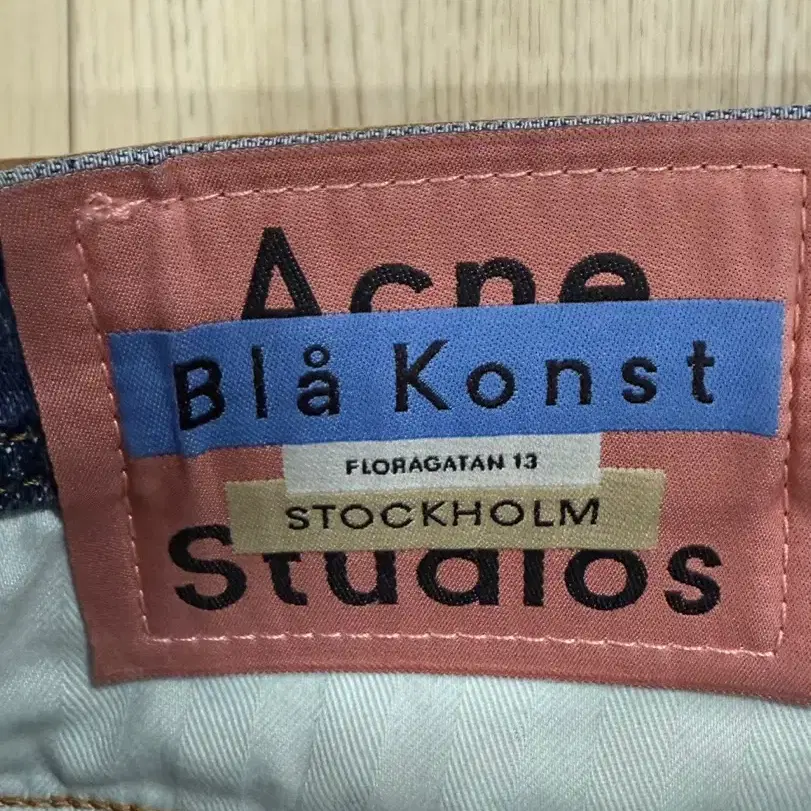 Acne
Blå Konst
FLORAGATAN 13
STOCKHOLM
Studios